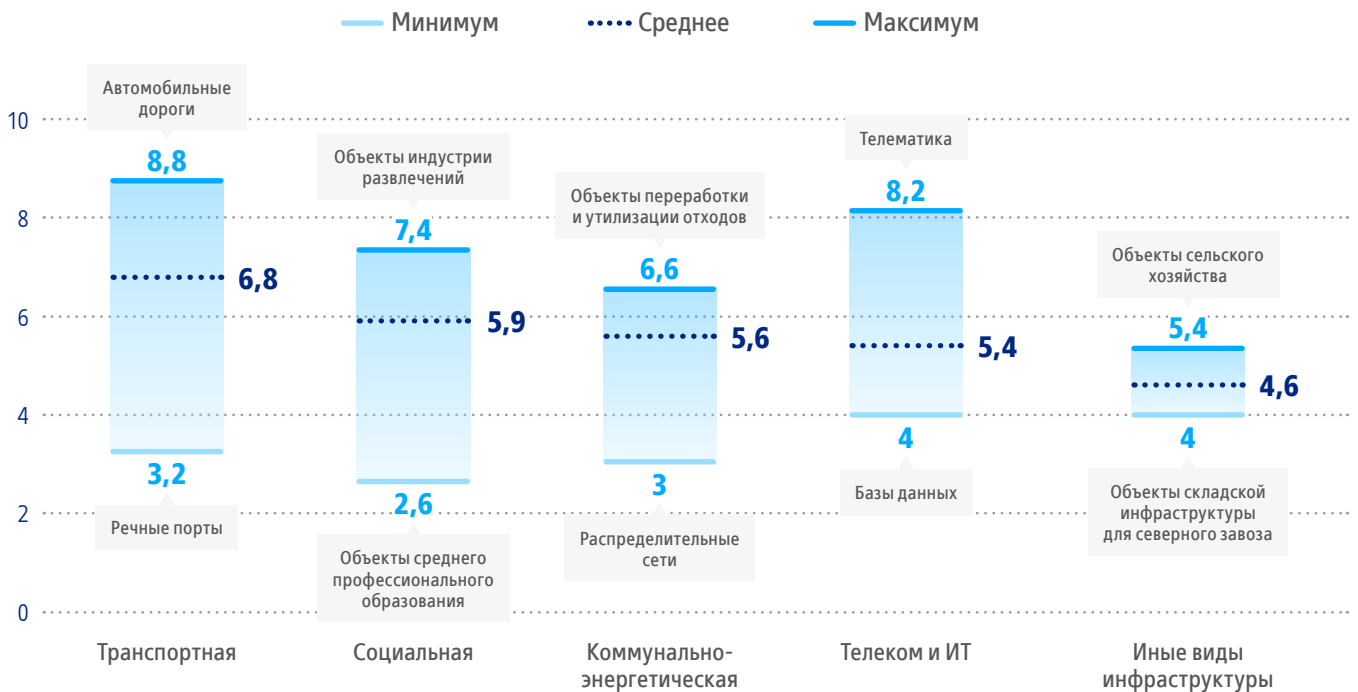 Минимум
Среднее
Максимум
10
8
6
4
2
0
Автомобильные
дороги
8,8
6,8
3,2
Речные порты
Транспортная
Объекты индустрии
развлечений
7,4
5,9
2,6
Объекты среднего
профессионального
образования
Социальная
Объекты переработки
и утилизации отходов
6,6
5,6
3
Распределительные
сети
Коммунально-
энергетическая
Телематика
8,2
5,4
4
Базы данных
Телеком и ИТ
Объекты сельского
хозяйства
5,4
4,6
4
Объекты складской
инфраструктуры
для северного завоза
Иные виды
инфраструктуры